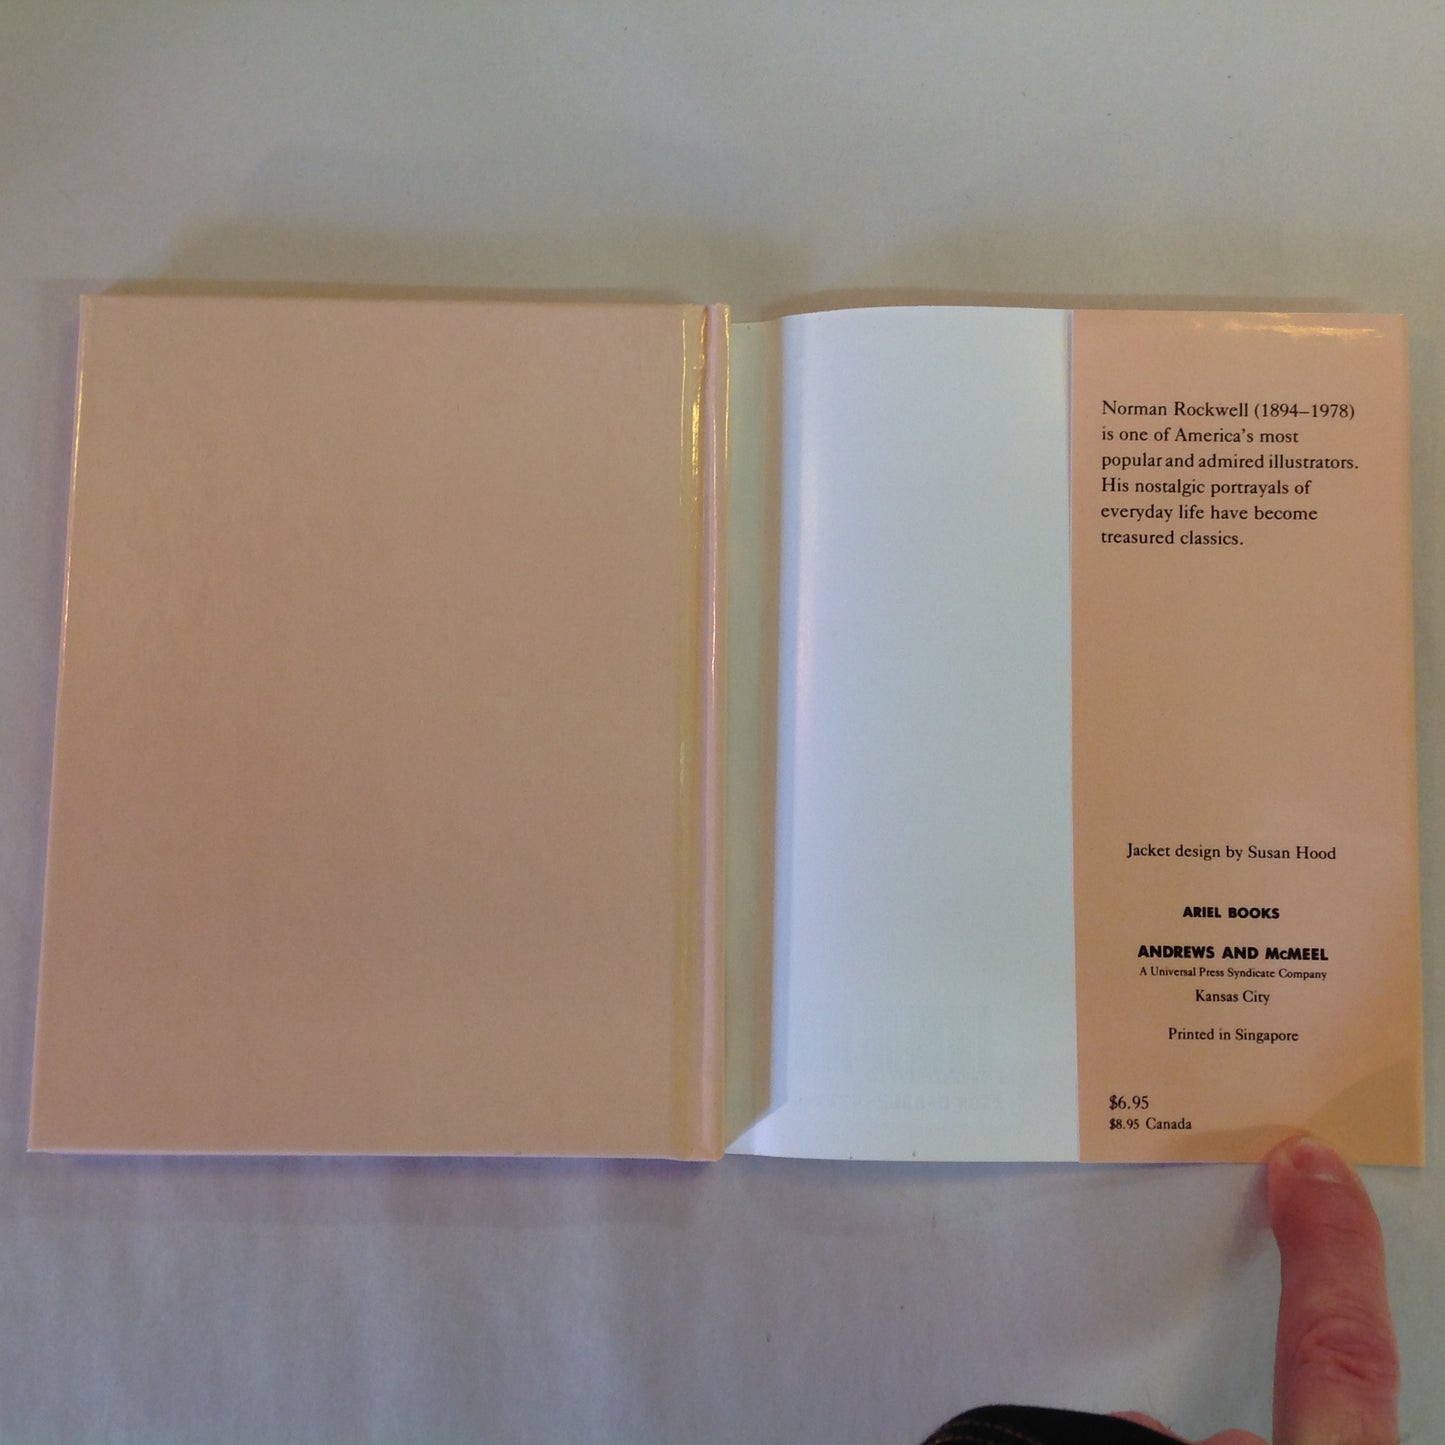 Norman Rockwell (1894–1978)
is one of America's most
popular and admired illustrators.
His nostalgic portrayals of
everyday life have become
treasured classics.
Jacket design by Susan Hood
ARIEL BOOKS
ANDREWS AND McMEEL
A Universal Press Syndicate Company
Kansas City
Printed in Singapore
$6.95
$8.95 Canada